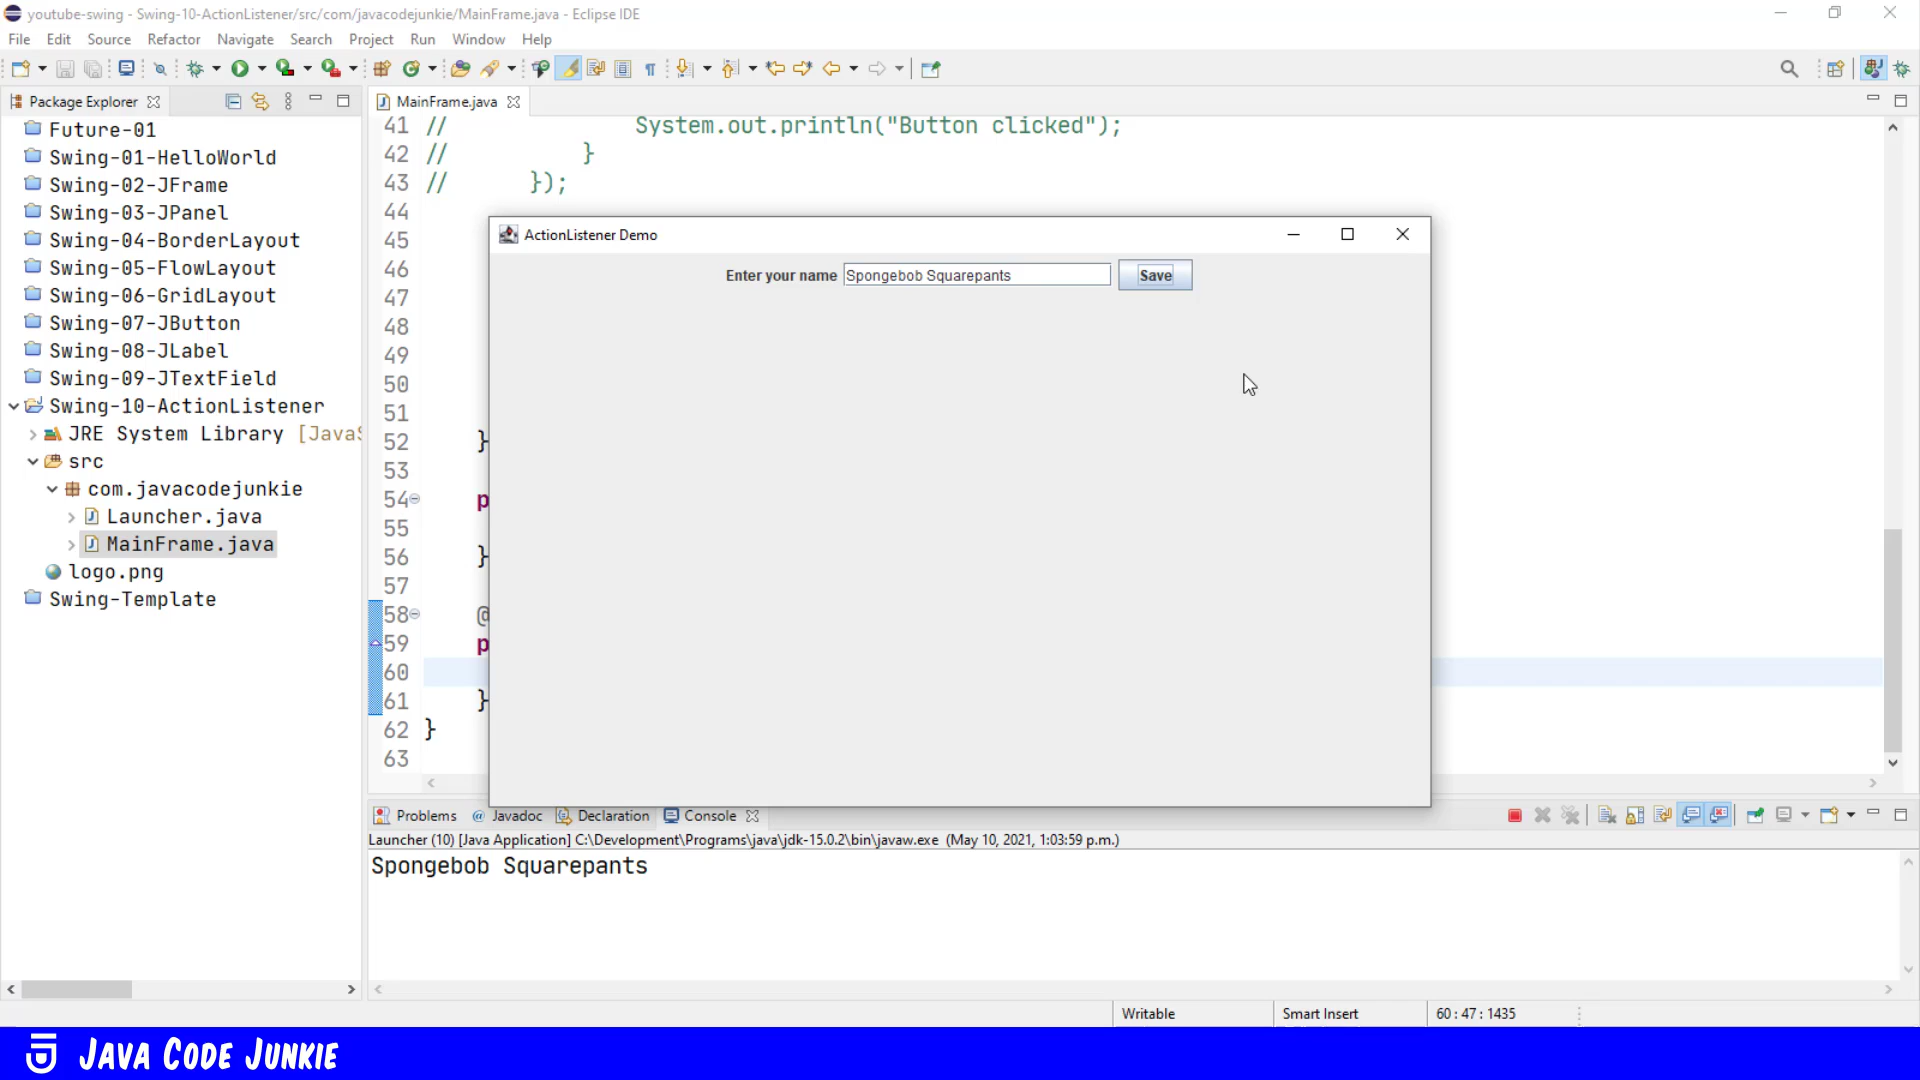 youtube-swing - Swing-10-ActionListener/src/com/javacodejunkie/MainFrame.java - Eclipse IDE
File Edit Source Refactor Navigate Search Project Run Window Help
Package Explorer
Future-01
Swing-01-HelloWorld
Swing-02-JFrame
Swing-03-JPanel
Swing-04-BorderLayout
Swing-05-FlowLayout
Swing-06-GridLayout
Swing-07-JButton
Swing-08-JLabel
Swing-09-JTextField
Swing-10-ActionListener
JRE System Library [JavaS
src
com.javacodejunkie
Launcher.java
MainFrame.java
logo.png
Swing-Template
MainFrame.java
41 // System.out.println("Button clicked");
42 // }
43 // });
44
45
46
47
48
49
50
51
52 }
53
54 p
55
56 }
57
58 @
59 p
60
61 }
62 }
63
ActionListener Demo
Enter your name Spongebob Squarepants Save
Problems @ Javadoc Declaration Console
Launcher (10) [Java Application] C:\Development\Programs\java\jdk-15.0.2\bin\javaw.exe (May 10, 2021, 1:03:59 p.m.)
Spongebob Squarepants
Writable Smart Insert 60 : 47 : 1435
JAVA CODE JUNKIE